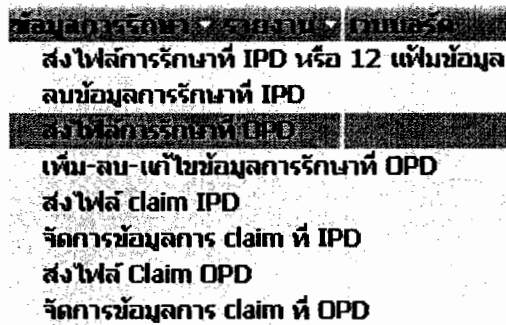 ข้อมูลการรักษา รายงาน เวบบอร์ด
ส่งไฟล์การรักษาที่ IPD หรือ 12 แฟ้มข้อมูล
ลบข้อมูลการรักษาที่ IPD
ส่งไฟล์การรักษาที่ OPD
เพิ่ม-ลบ-แก้ไขข้อมูลการรักษาที่ OPD
ส่งไฟล์ claim IPD
จัดการข้อมูลการ claim ที่ IPD
ส่งไฟล์ Claim OPD
จัดการข้อมูลการ claim ที่ OPD